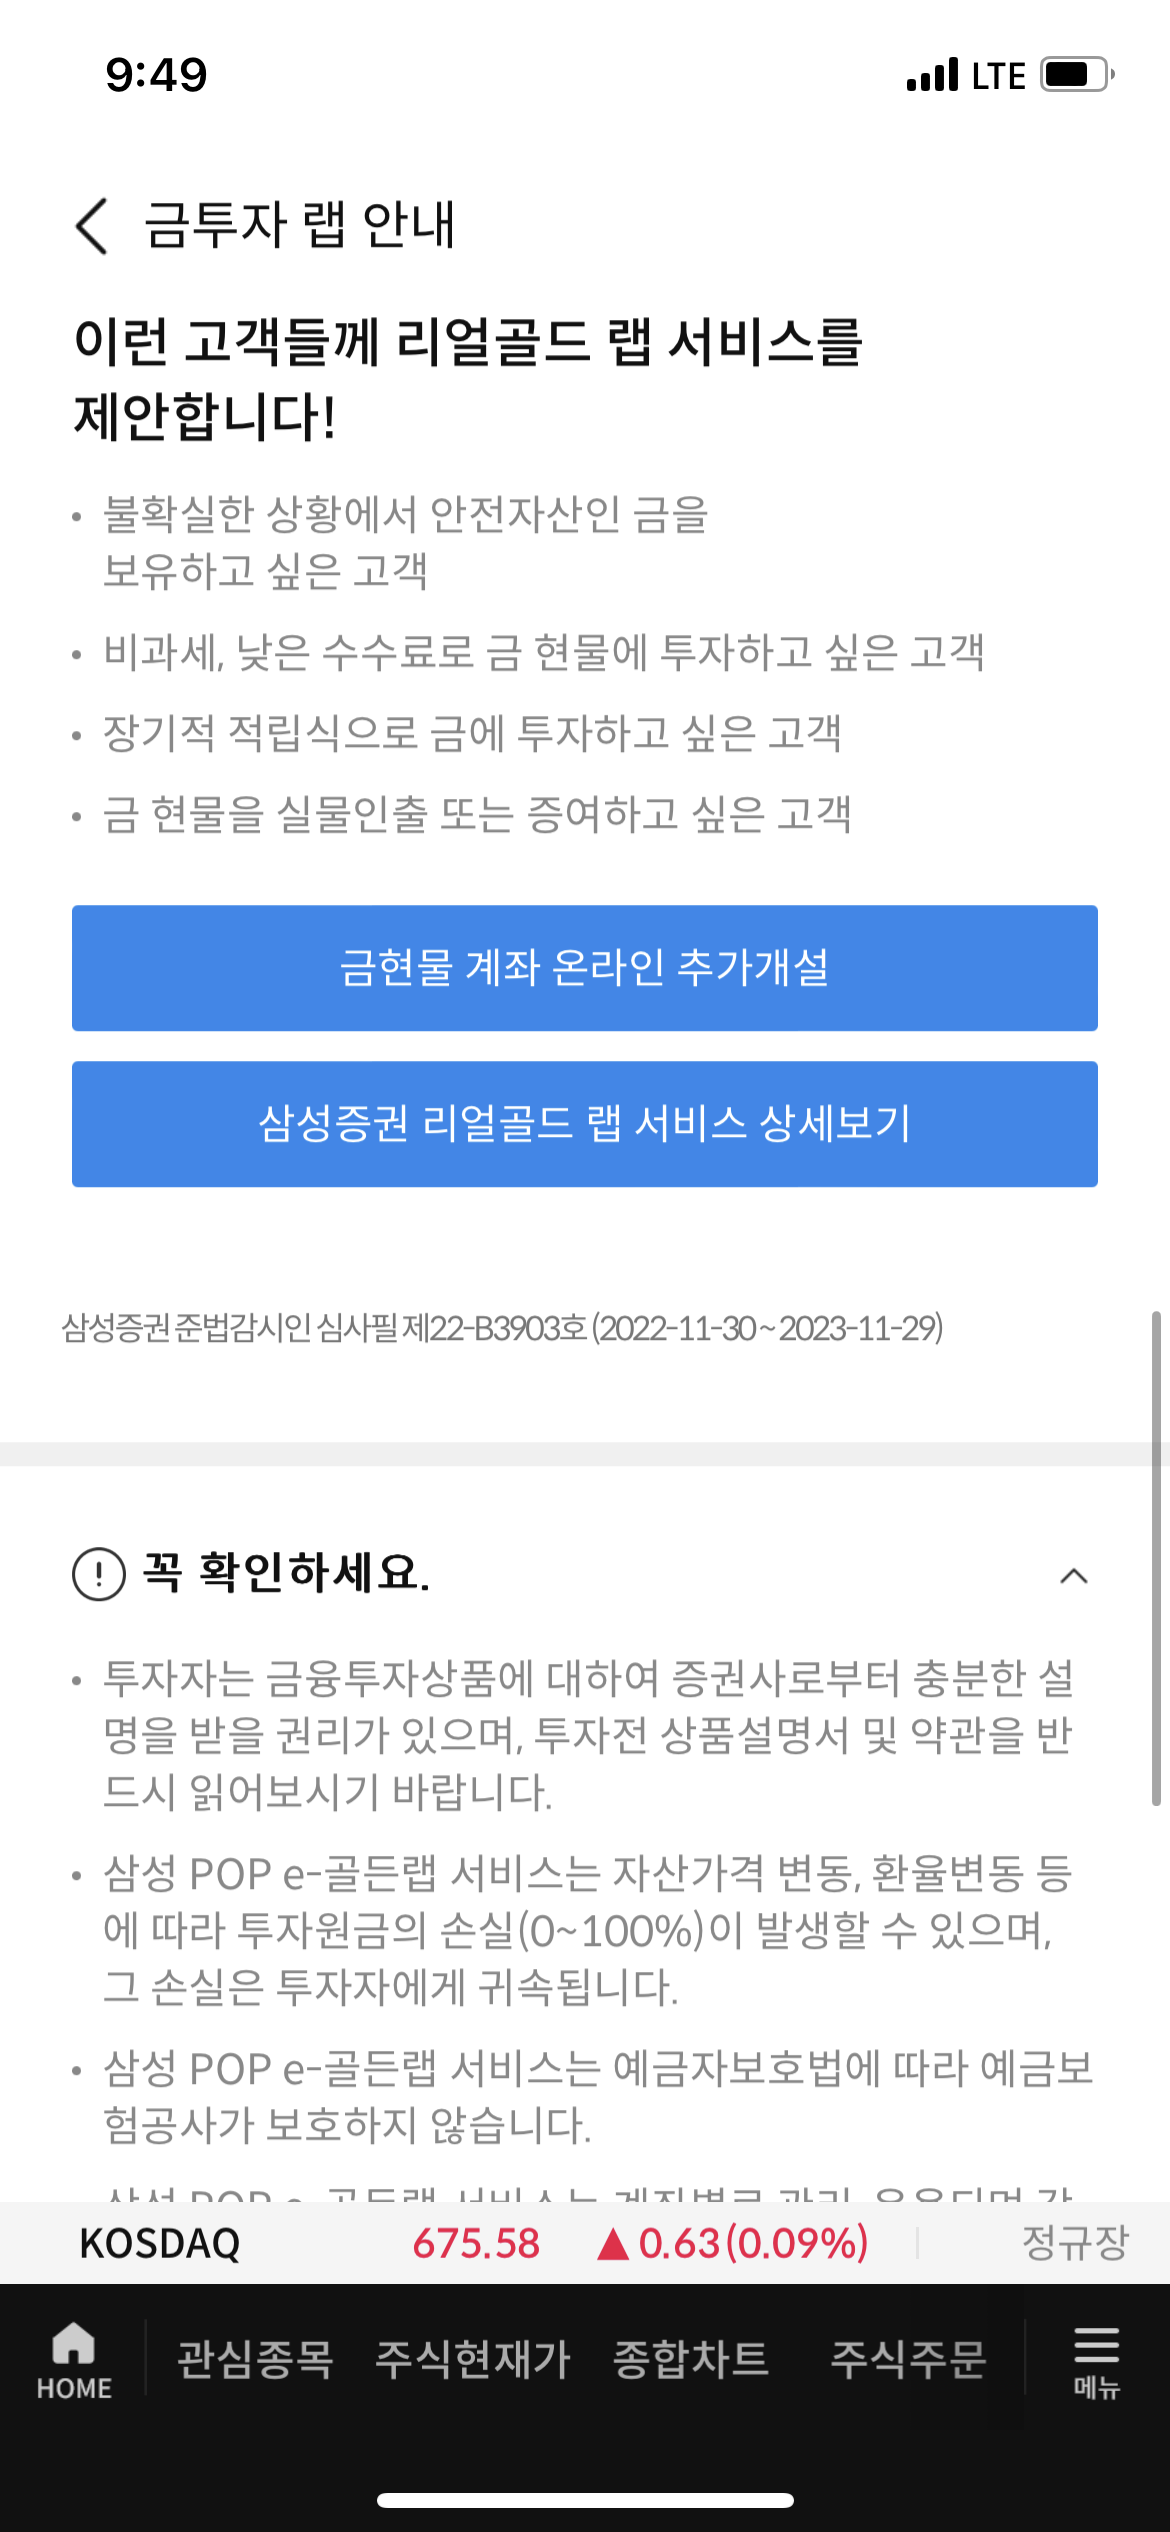 9:49
LTE
금투자 랩 안내
이런 고객들께 리얼골드 랩 서비스를
제안합니다!
• 불확실한 상황에서 안전자산인 금을
보유하고 싶은 고객
• 비과세, 낮은 수수료로 금 현물에 투자하고 싶은 고객
• 장기적 적립식으로 금에 투자하고 싶은 고객
• 금 현물을 실물인출 또는 증여하고 싶은 고객
금현물 계좌 온라인 추가개설
삼성증권 리얼골드 랩 서비스 상세보기
삼성증권 준법감시인 심사필 제22-B3903호 (2022-11-30 ~ 2023-11-29)
꼭 확인하세요.
• 투자자는 금융투자상품에 대하여 증권사로부터 충분한 설
명을 받을 권리가 있으며, 투자전 상품설명서 및 약관을 반
드시 읽어보시기 바랍니다.
• 삼성 POP e-골든랩 서비스는 자산가격 변동, 환율변동 등
에 따라 투자원금의 손실(0~100%)이 발생할 수 있으며,
그 손실은 투자자에게 귀속됩니다.
• 삼성 POP e-골든랩 서비스는 예금자보호법에 따라 예금보
험공사가 보호하지 않습니다.
삼성 POP e-골든랩 서비스는
KOSDAQ 675.58 ▲ 0.63(0.09%) 정규장
HOME 관심종목 주식현재가 종합차트 주식주문 메뉴